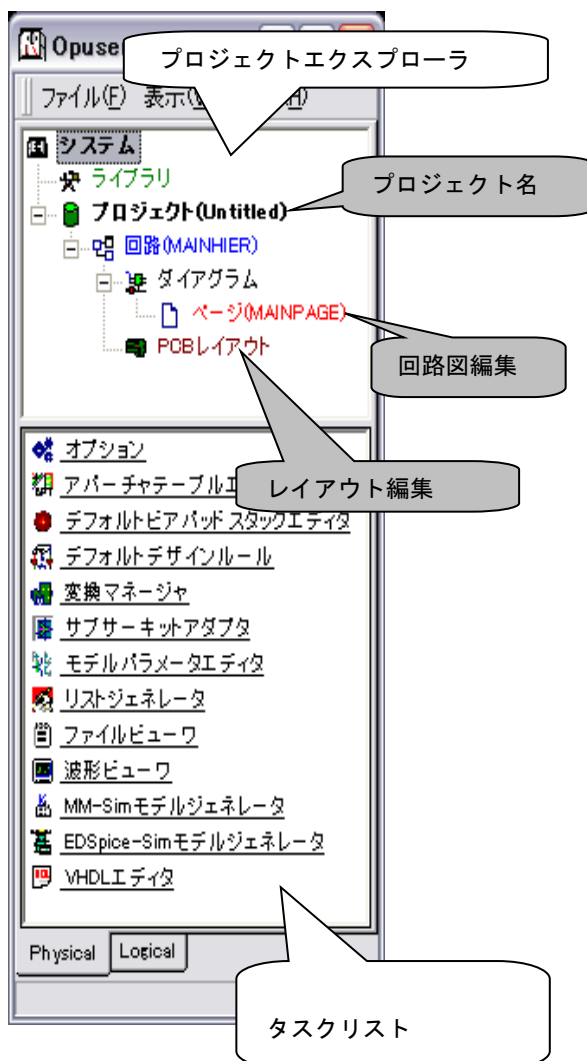 Opuse
プロジェクトエクスプローラ
ファイル(F) 表示(
システム
ライブラリ
プロジェクト名
プロジェクト(Untitled)
回路(MAINHIER)
ダイアグラム
ページ(MAINPAGE)
PCBレイアウト
回路図編集
オプション
アパーチャテーブルエ
レイアウト編集
デフォルトビアパッド スタックエディタ
デフォルトデザインルール
変換マネージャ
サブサーキットアダプタ
モデルパラメータエディタ
リストジェネレータ
ファイルビューワ
波形ビューワ
MM-Simモデルジェネレータ
EDSpice-Simモデルジェネレータ
VHDLエディタ
Physical Logical
タスクリスト